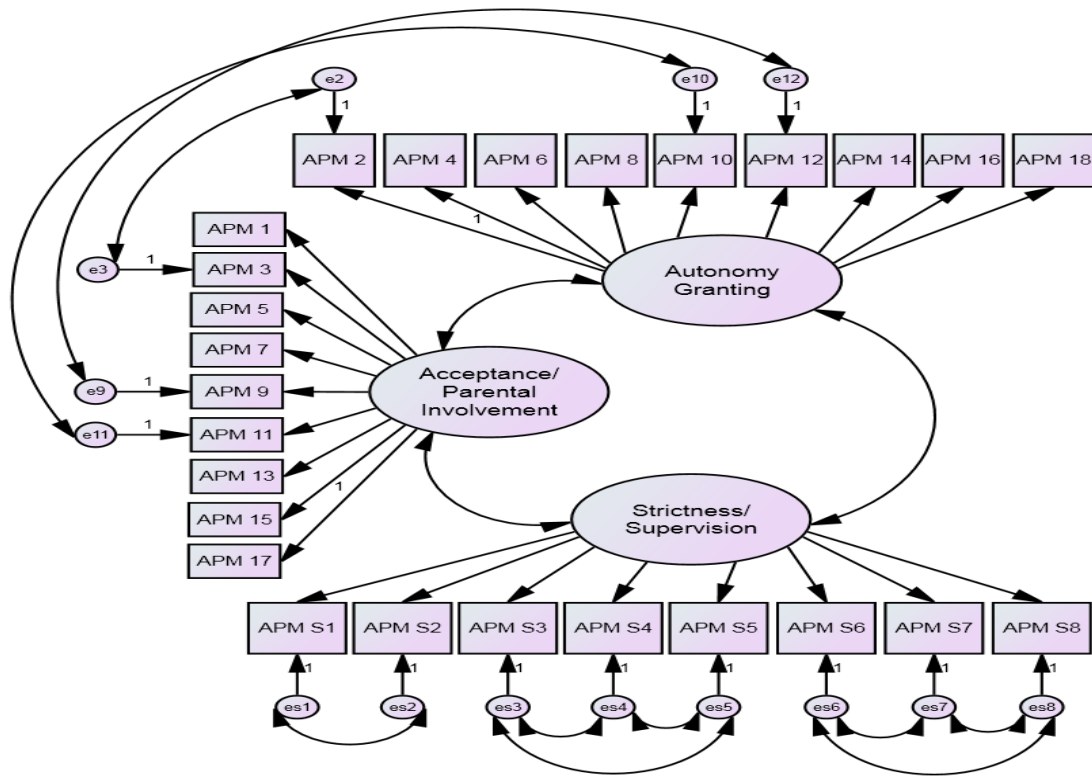 e2
e10
e12
1
1
1
APM 2
APM 4
APM 6
APM 8
APM 10
APM 12
APM 14
APM 16
APM 18
1
APM 1
e3
1
APM 3
APM 5
APM 7
e9
1
APM 9
e11
1
APM 11
APM 13
1
APM 15
APM 17
Autonomy
Granting
Acceptance/
Parental
Involvement
Strictness/
Supervision
APM S1
APM S2
APM S3
APM S4
APM S5
APM S6
APM S7
APM S8
1
1
1
1
1
1
1
1
es1
es2
es3
es4
es5
es6
es7
es8